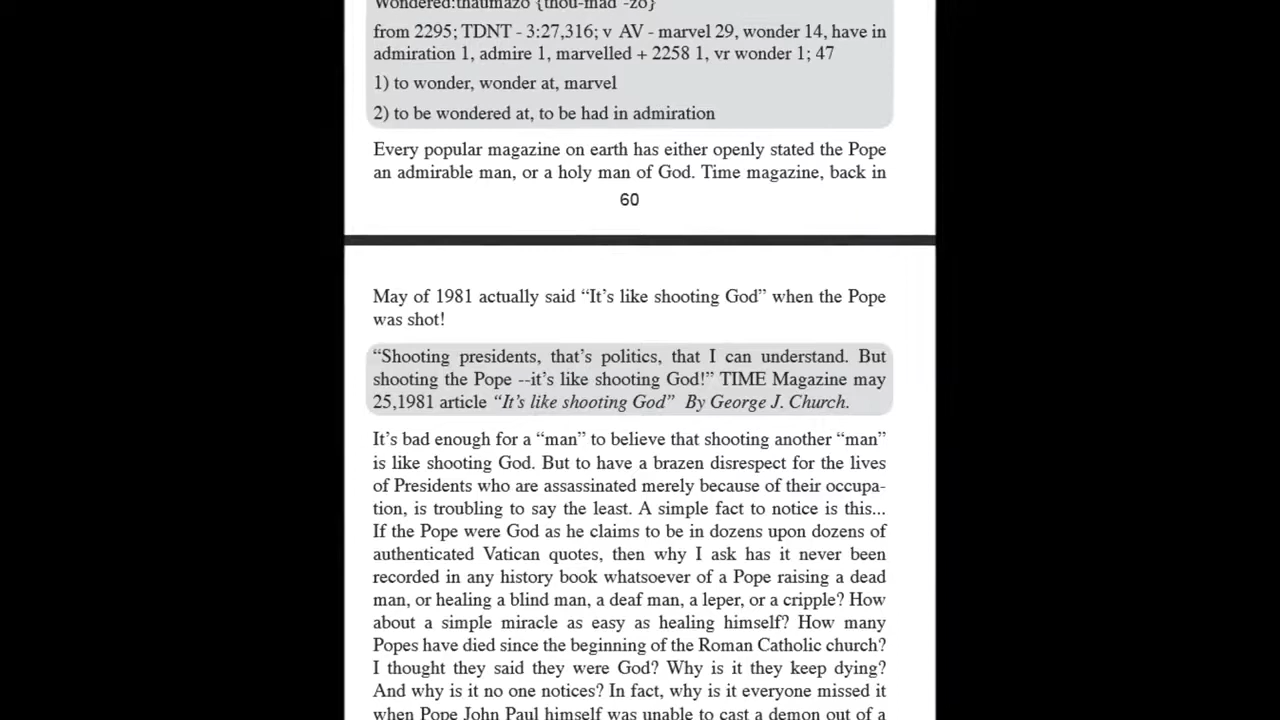 Wondered:thaumazo {thou-mad'-zo}
from 2295; TDNT - 3:27,316; v AV - marvel 29, wonder 14, have in
admiration 1, admire 1, marvelled + 2258 1, vr wonder 1; 47
1) to wonder, wonder at, marvel
2) to be wondered at, to be had in admiration
Every popular magazine on earth has either openly stated the Pope
an admirable man, or a holy man of God. Time magazine, back in
60
May of 1981 actually said “It’s like shooting God” when the Pope
was shot!
“Shooting presidents, that’s politics, that I can understand. But
shooting the Pope --it’s like shooting God!” TIME Magazine may
25,1981 article “It’s like shooting God” By George J. Church.
It’s bad enough for a “man” to believe that shooting another “man”
is like shooting God. But to have a brazen disrespect for the lives
of Presidents who are assassinated merely because of their occupa-
tion, is troubling to say the least. A simple fact to notice is this...
If the Pope were God as he claims to be in dozens upon dozens of
authenticated Vatican quotes, then why I ask has it never been
recorded in any history book whatsoever of a Pope raising a dead
man, or healing a blind man, a deaf man, a leper, or a cripple? How
about a simple miracle as easy as healing himself? How many
Popes have died since the beginning of the Roman Catholic church?
I thought they said they were God? Why is it they keep dying?
And why is it no one notices? In fact, why is it everyone missed it
when Pope John Paul himself was unable to cast a demon out of a